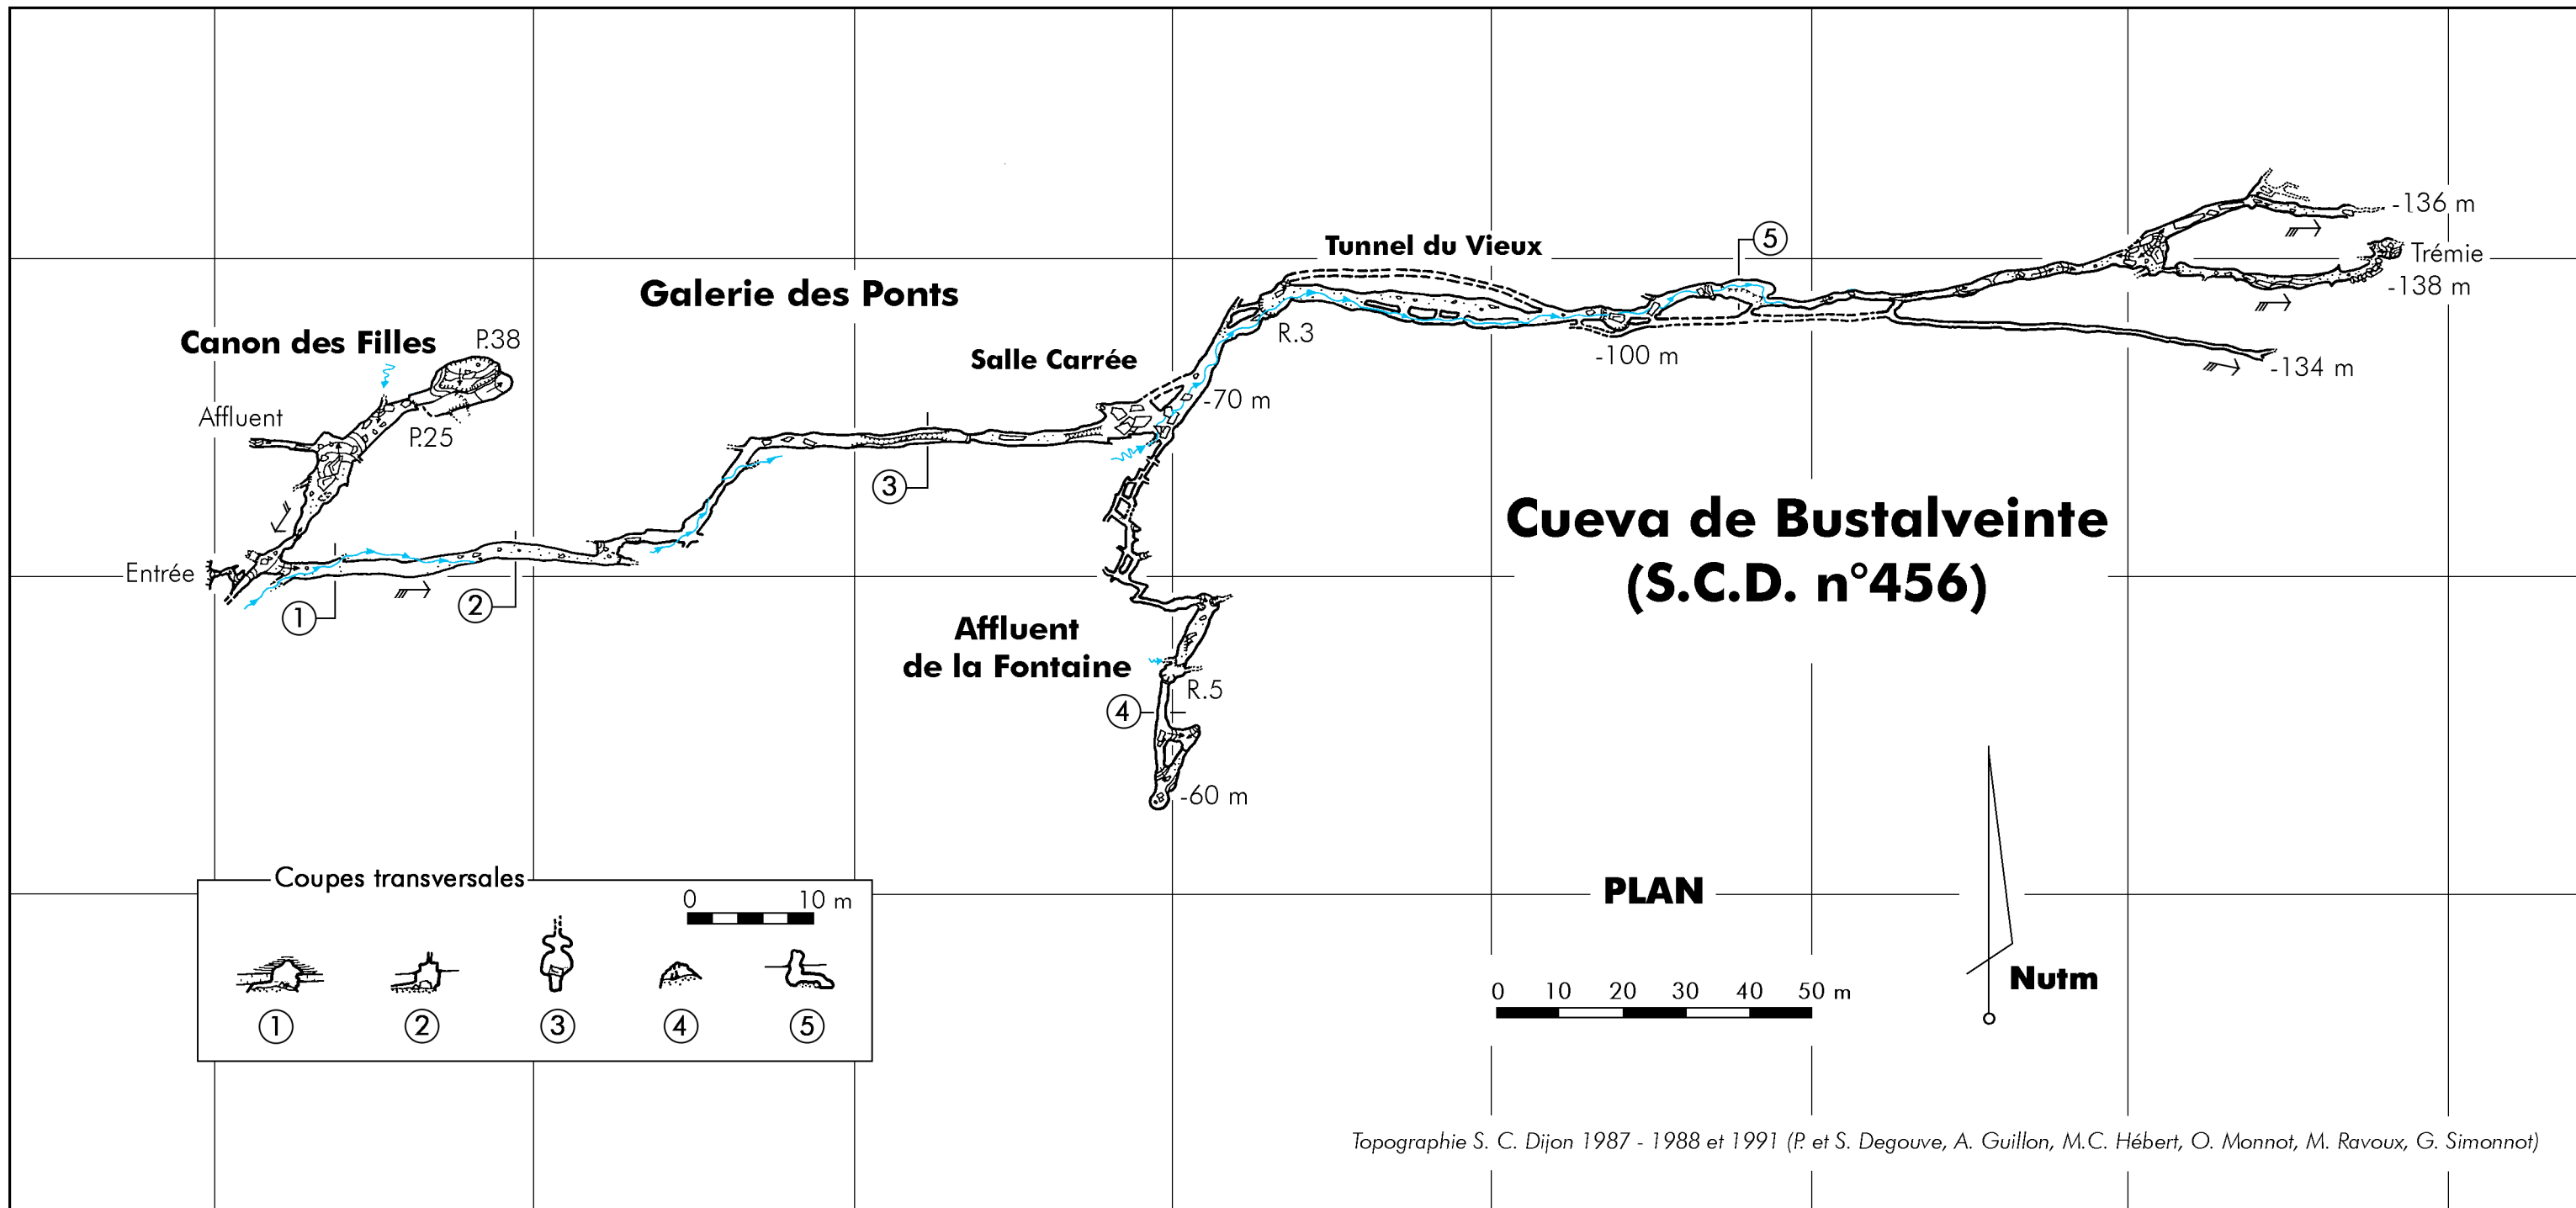 -136 m
Tunnel du Vieux
5
Trémie
-138 m
Galerie des Ponts
R.3
Canon des Filles
P.38
Salle Carrée
-100 m
-134 m
Affluent
P.25
-70 m
3
Cueva de Bustalveinte
(S.C.D. n°456)
Entrée
1
2
Affluent
de la Fontaine
R.5
4
-60 m
Coupes transversales
0 10 m
1 2 3 4 5
PLAN
0 10 20 30 40 50 m
Nutm
Topographie S. C. Dijon 1987 - 1988 et 1991 (P. et S. Degouve, A. Guillon, M.C. Hébert, O. Monnot, M. Ravoux, G. Simonnot)